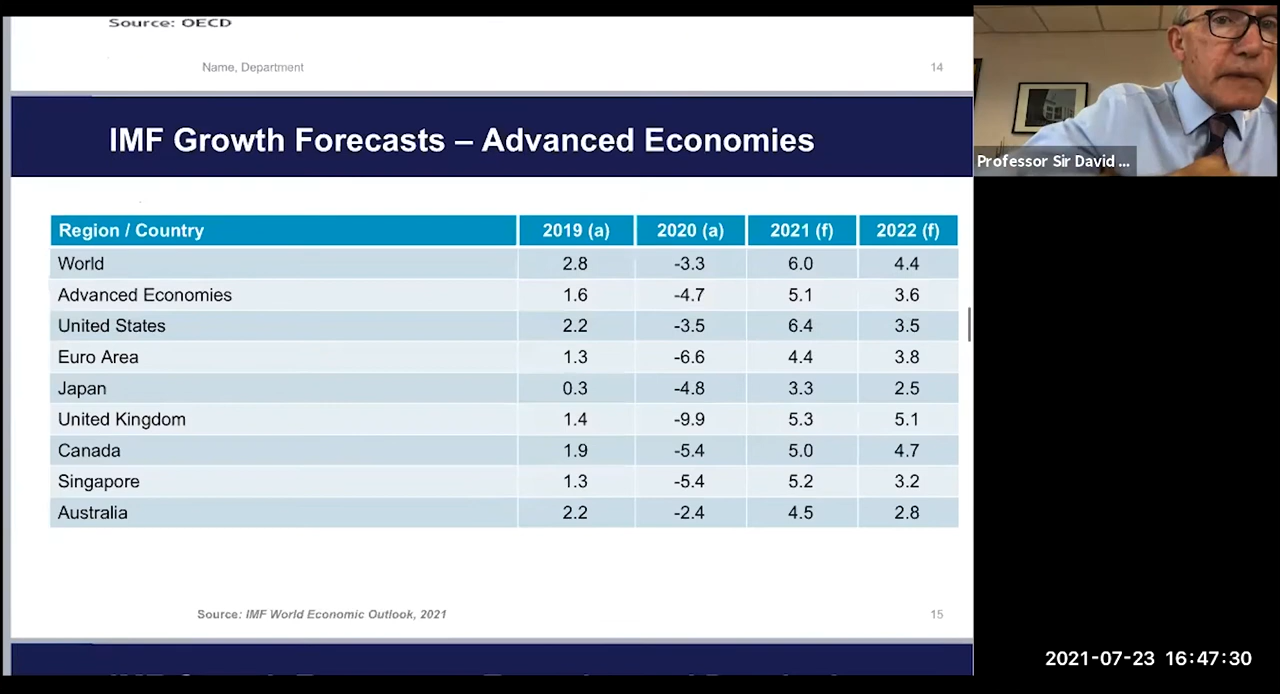 Source: OECD
Name, Department 14
IMF Growth Forecasts – Advanced Economies
Professor Sir David ...
Region / Country 2019 (a) 2020 (a) 2021 (f) 2022 (f)
World 2.8 -3.3 6.0 4.4
Advanced Economies 1.6 -4.7 5.1 3.6
United States 2.2 -3.5 6.4 3.5
Euro Area 1.3 -6.6 4.4 3.8
Japan 0.3 -4.8 3.3 2.5
United Kingdom 1.4 -9.9 5.3 5.1
Canada 1.9 -5.4 5.0 4.7
Singapore 1.3 -5.4 5.2 3.2
Australia 2.2 -2.4 4.5 2.8
Source: IMF World Economic Outlook, 2021 15
2021-07-23 16:47:30